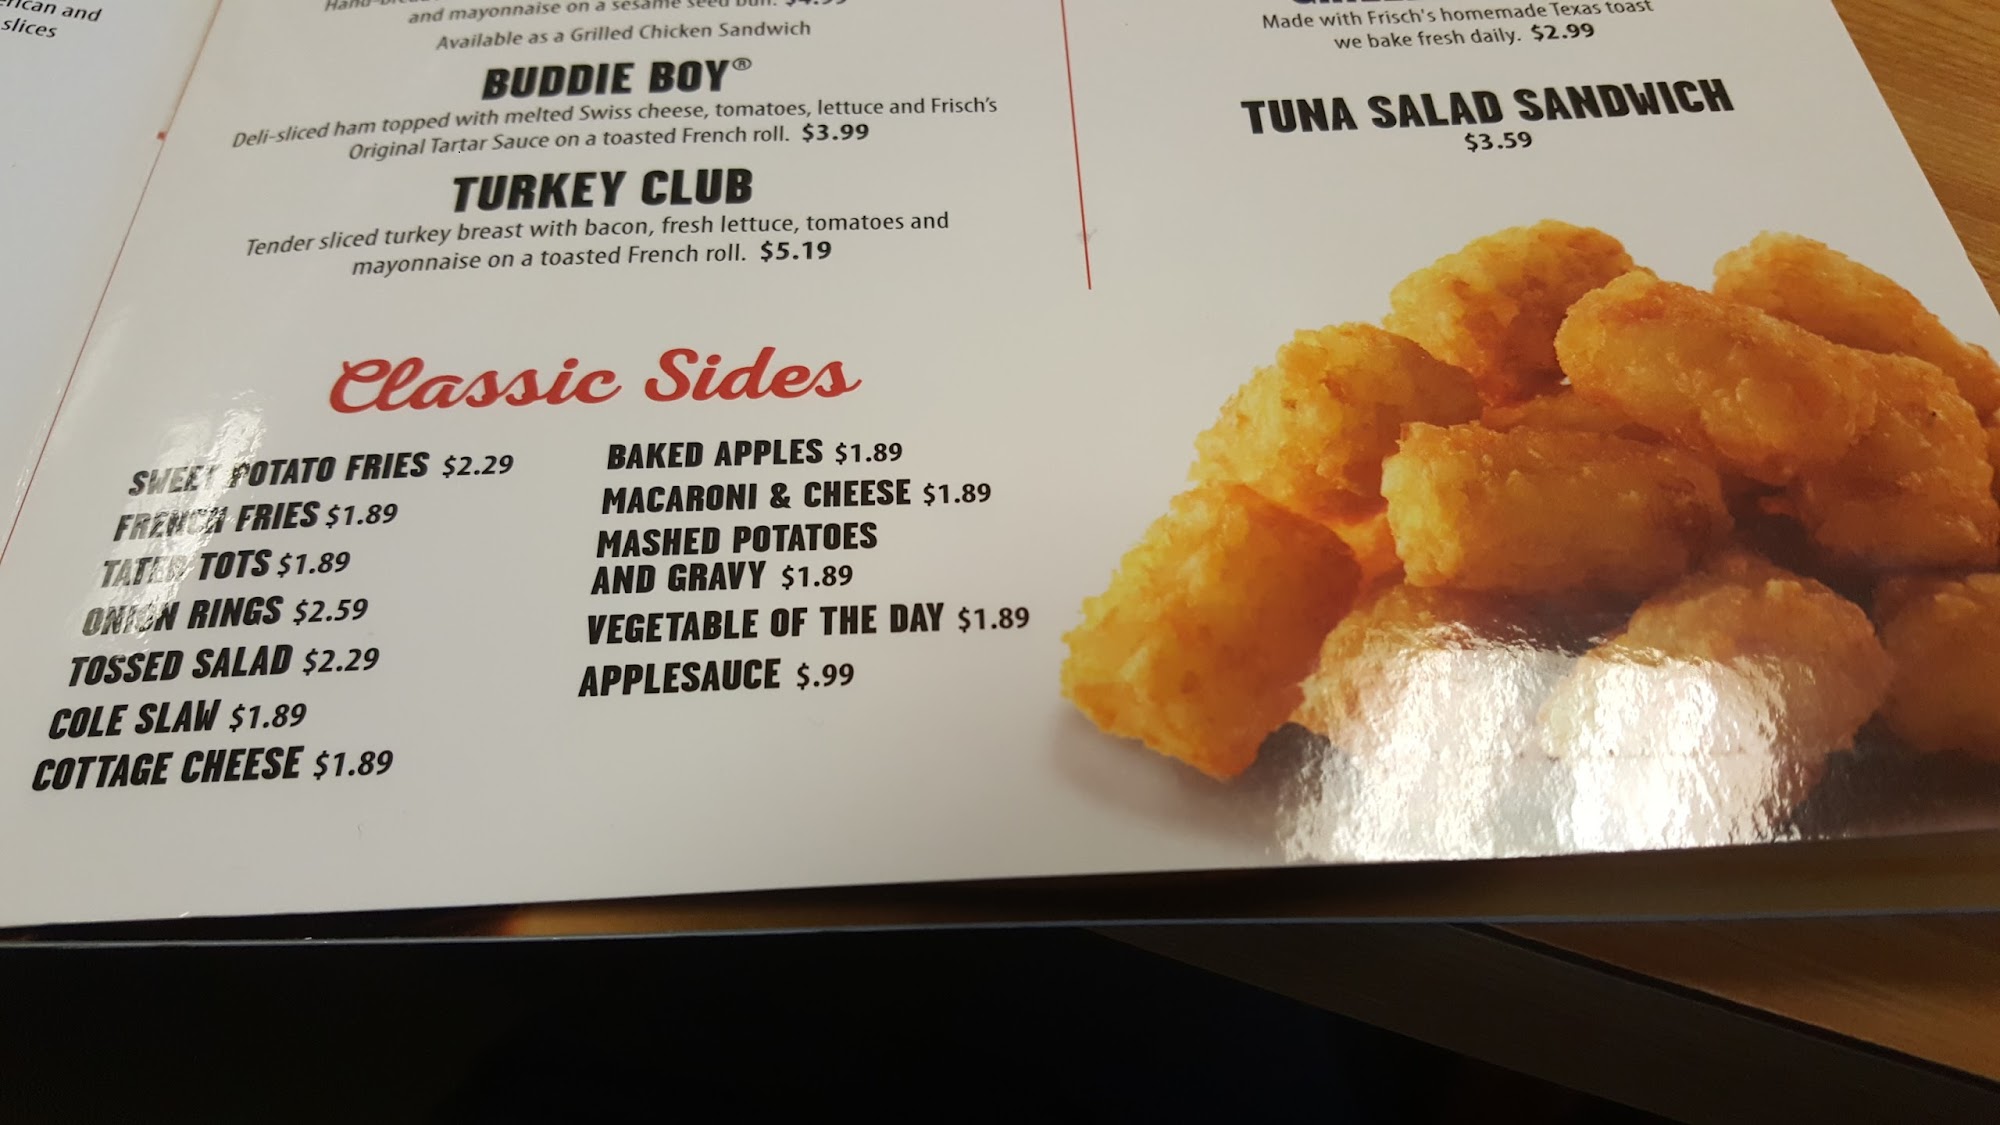 and
slices
and mayonnaise on a sesame seed bun.
Available as a Grilled Chicken Sandwich
BUDDIE BOY®
Deli-sliced ham topped with melted Swiss cheese, tomatoes, lettuce and Frisch's
Original Tartar Sauce on a toasted French roll. $3.99
TURKEY CLUB
Tender sliced turkey breast with bacon, fresh lettuce, tomatoes and
mayonnaise on a toasted French roll. $5.19
Made with Frisch's homemade Texas toast
we bake fresh daily. $2.99
TUNA SALAD SANDWICH
$3.59
Classic Sides
SWEET POTATO FRIES $2.29
FRENCH FRIES $1.89
TATER TOTS $1.89
ONION RINGS $2.59
TOSSED SALAD $2.29
COLE SLAW $1.89
COTTAGE CHEESE $1.89
BAKED APPLES $1.89
MACARONI & CHEESE $1.89
MASHED POTATOES
AND GRAVY $1.89
VEGETABLE OF THE DAY $1.89
APPLESAUCE $.99